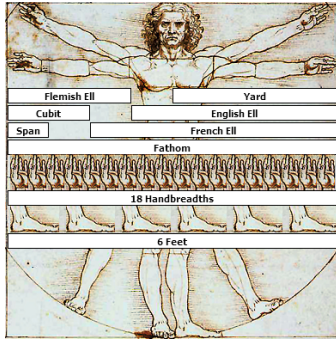 Flemish Ell Yard
Cubit English Ell
Span French Ell
Fathom
18 Handbreadths
6 Feet